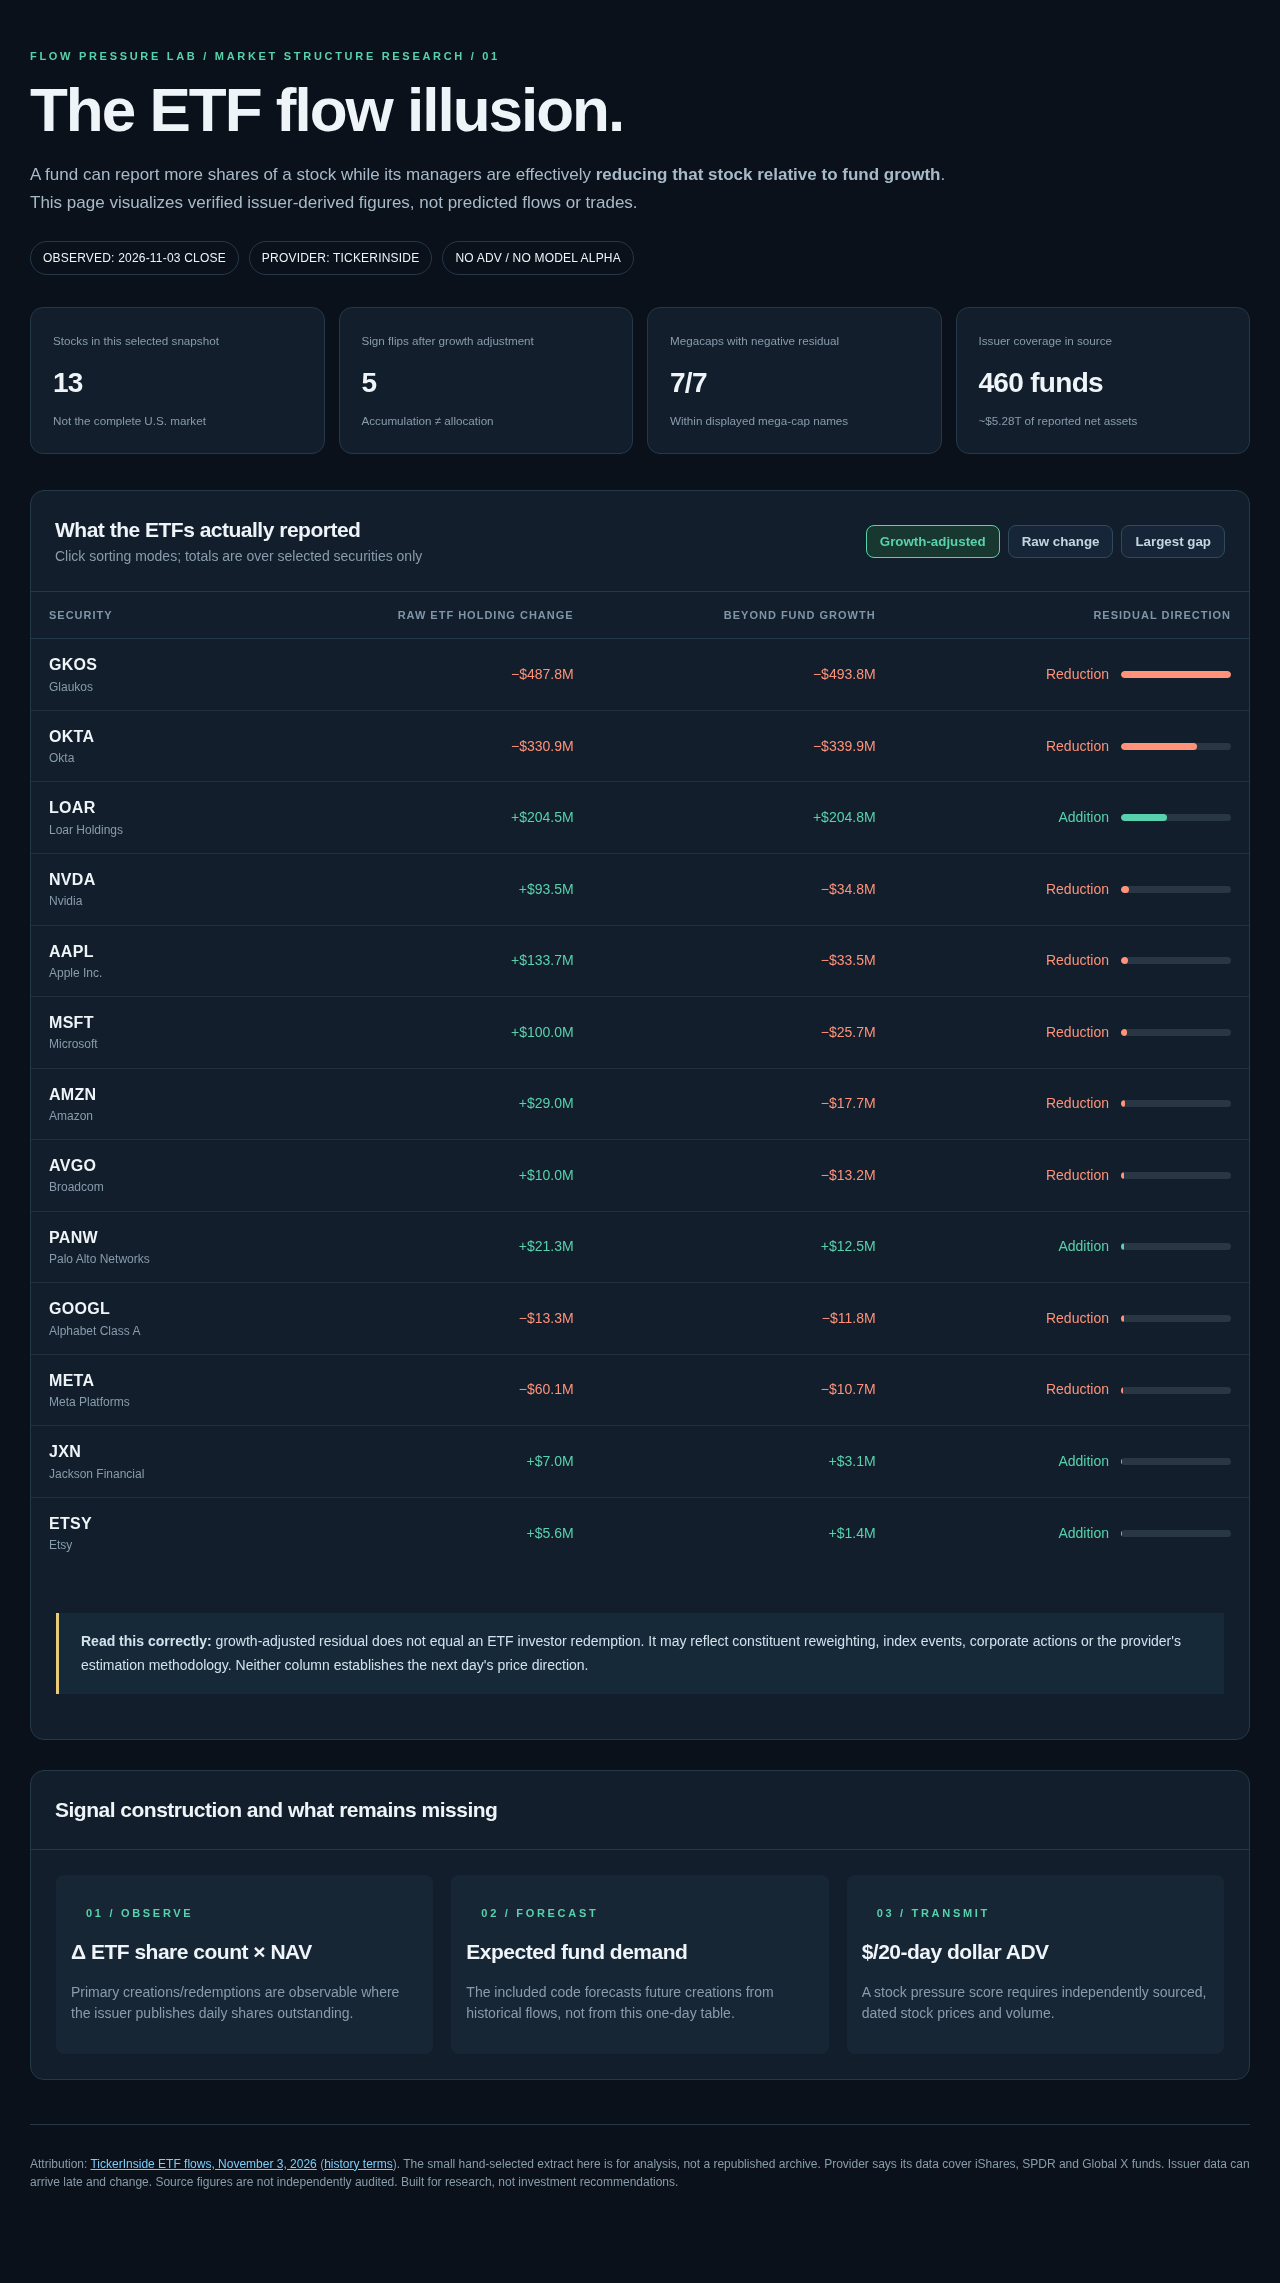 FLOW PRESSURE LAB / MARKET STRUCTURE RESEARCH / 01
The ETF flow illusion.
A fund can report more shares of a stock while its managers are effectively reducing that stock relative to fund growth.
This page visualizes verified issuer-derived figures, not predicted flows or trades.
OBSERVED: 2026-11-03 CLOSE
PROVIDER: TICKERINSIDE
NO ADV / NO MODEL ALPHA
Stocks in this selected snapshot
13
Not the complete U.S. market
Sign flips after growth adjustment
5
Accumulation ≠ allocation
Megacaps with negative residual
7/7
Within displayed mega-cap names
Issuer coverage in source
460 funds
~$5.28T of reported net assets
What the ETFs actually reported
Click sorting modes; totals are over selected securities only
Growth-adjusted
Raw change
Largest gap
SECURITY RAW ETF HOLDING CHANGE BEYOND FUND GROWTH RESIDUAL DIRECTION
GKOS
Glaukos
−$487.8M −$493.8M Reduction
OKTA
Okta
−$330.9M −$339.9M Reduction
LOAR
Loar Holdings
+$204.5M +$204.8M Addition
NVDA
Nvidia
+$93.5M −$34.8M Reduction
AAPL
Apple Inc.
+$133.7M −$33.5M Reduction
MSFT
Microsoft
+$100.0M −$25.7M Reduction
AMZN
Amazon
+$29.0M −$17.7M Reduction
AVGO
Broadcom
+$10.0M −$13.2M Reduction
PANW
Palo Alto Networks
+$21.3M +$12.5M Addition
GOOGL
Alphabet Class A
−$13.3M −$11.8M Reduction
META
Meta Platforms
−$60.1M −$10.7M Reduction
JXN
Jackson Financial
+$7.0M +$3.1M Addition
ETSY
Etsy
+$5.6M +$1.4M Addition
Read this correctly: growth-adjusted residual does not equal an ETF investor redemption. It may reflect constituent reweighting, index events, corporate actions or the provider's
estimation methodology. Neither column establishes the next day's price direction.
Signal construction and what remains missing
01 / OBSERVE
Δ ETF share count × NAV
Primary creations/redemptions are observable where
the issuer publishes daily shares outstanding.
02 / FORECAST
Expected fund demand
The included code forecasts future creations from
historical flows, not from this one-day table.
03 / TRANSMIT
$/20-day dollar ADV
A stock pressure score requires independently sourced,
dated stock prices and volume.
Attribution: TickerInside ETF flows, November 3, 2026 (history terms). The small hand-selected extract here is for analysis, not a republished archive. Provider says its data cover iShares, SPDR and Global X funds. Issuer data can
arrive late and change. Source figures are not independently audited. Built for research, not investment recommendations.